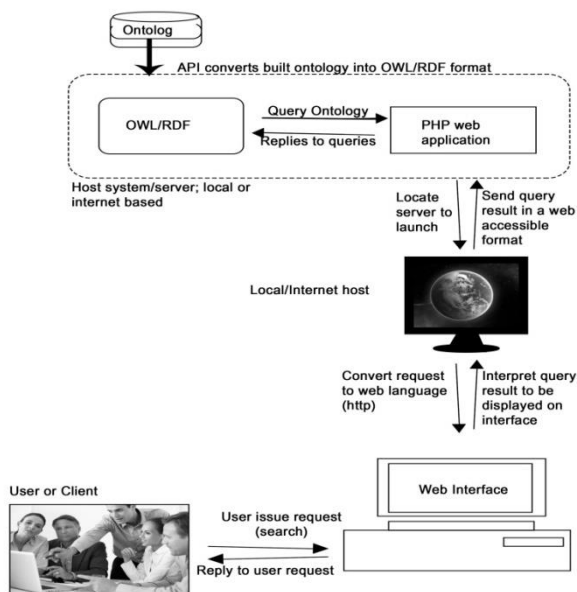 Ontolog
API converts built ontology into OWL/RDF format
OWL/RDF
Query Ontology
Replies to queries
PHP web
application
Host system/server; local or
internet based
Locate
server to
launch
Send query
result in a web
accessible
format
Local/Internet host
Convert request
to web language
(http)
Interpret query
result to be
displayed on
interface
Web Interface
User or Client
User issue request
(search)
Reply to user request